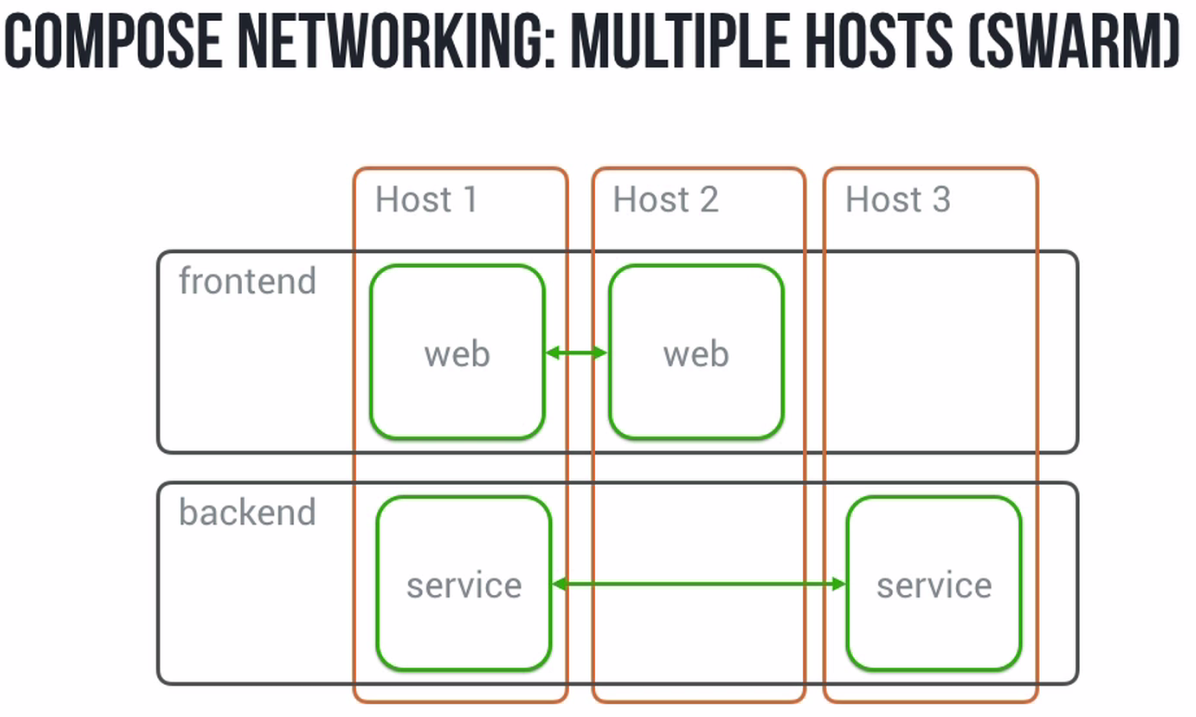 COMPOSE NETWORKING: MULTIPLE HOSTS (SWARM)
Host 1
Host 2
Host 3
frontend
web
web
backend
service
service